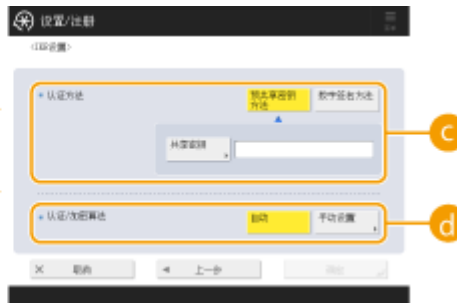 设置/注册
<IKE设置>
认证方法
预共享密钥
方法
数字签名方法
共享密钥
c
认证/加密算法
自动
手动设置
d
取消
上一步